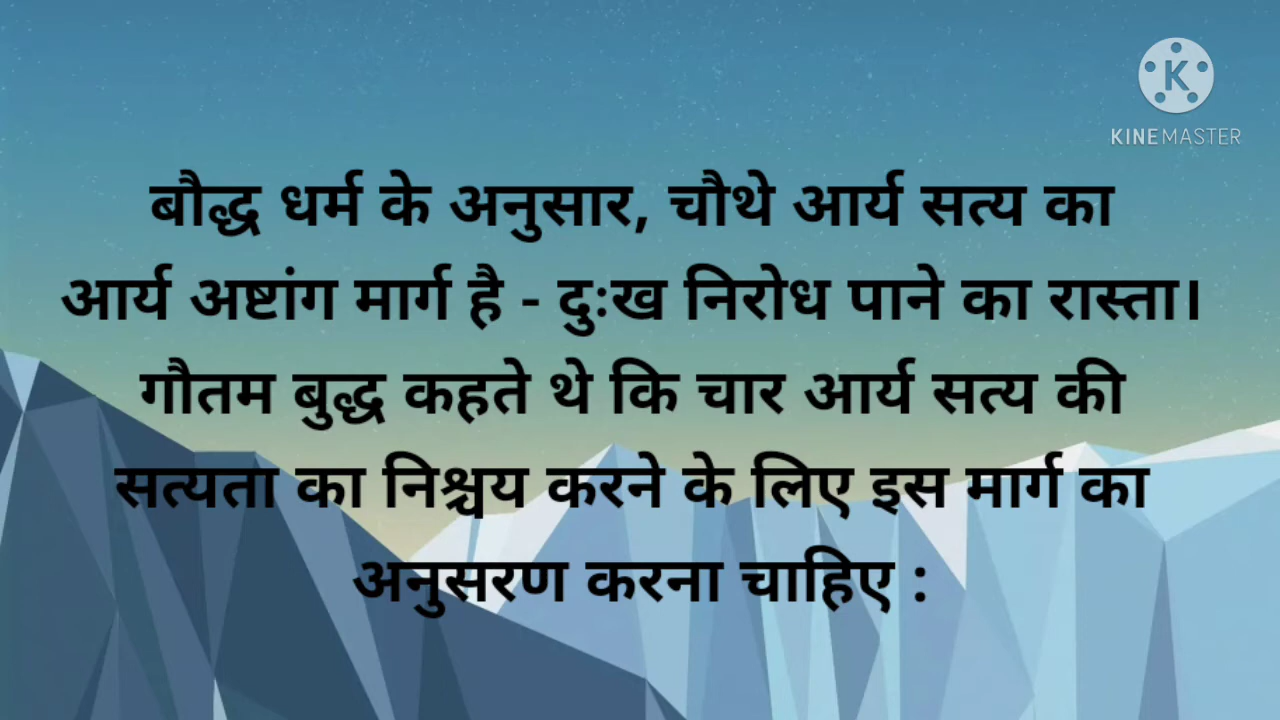 K
KINEMASTER
बौद्ध धर्म के अनुसार, चौथे आर्य सत्य का
आर्य अष्टांग मार्ग है - दुःख निरोध पाने का रास्ता।
गौतम बुद्ध कहते थे कि चार आर्य सत्य की
सत्यता का निश्चय करने के लिए इस मार्ग का
अनुसरण करना चाहिए :